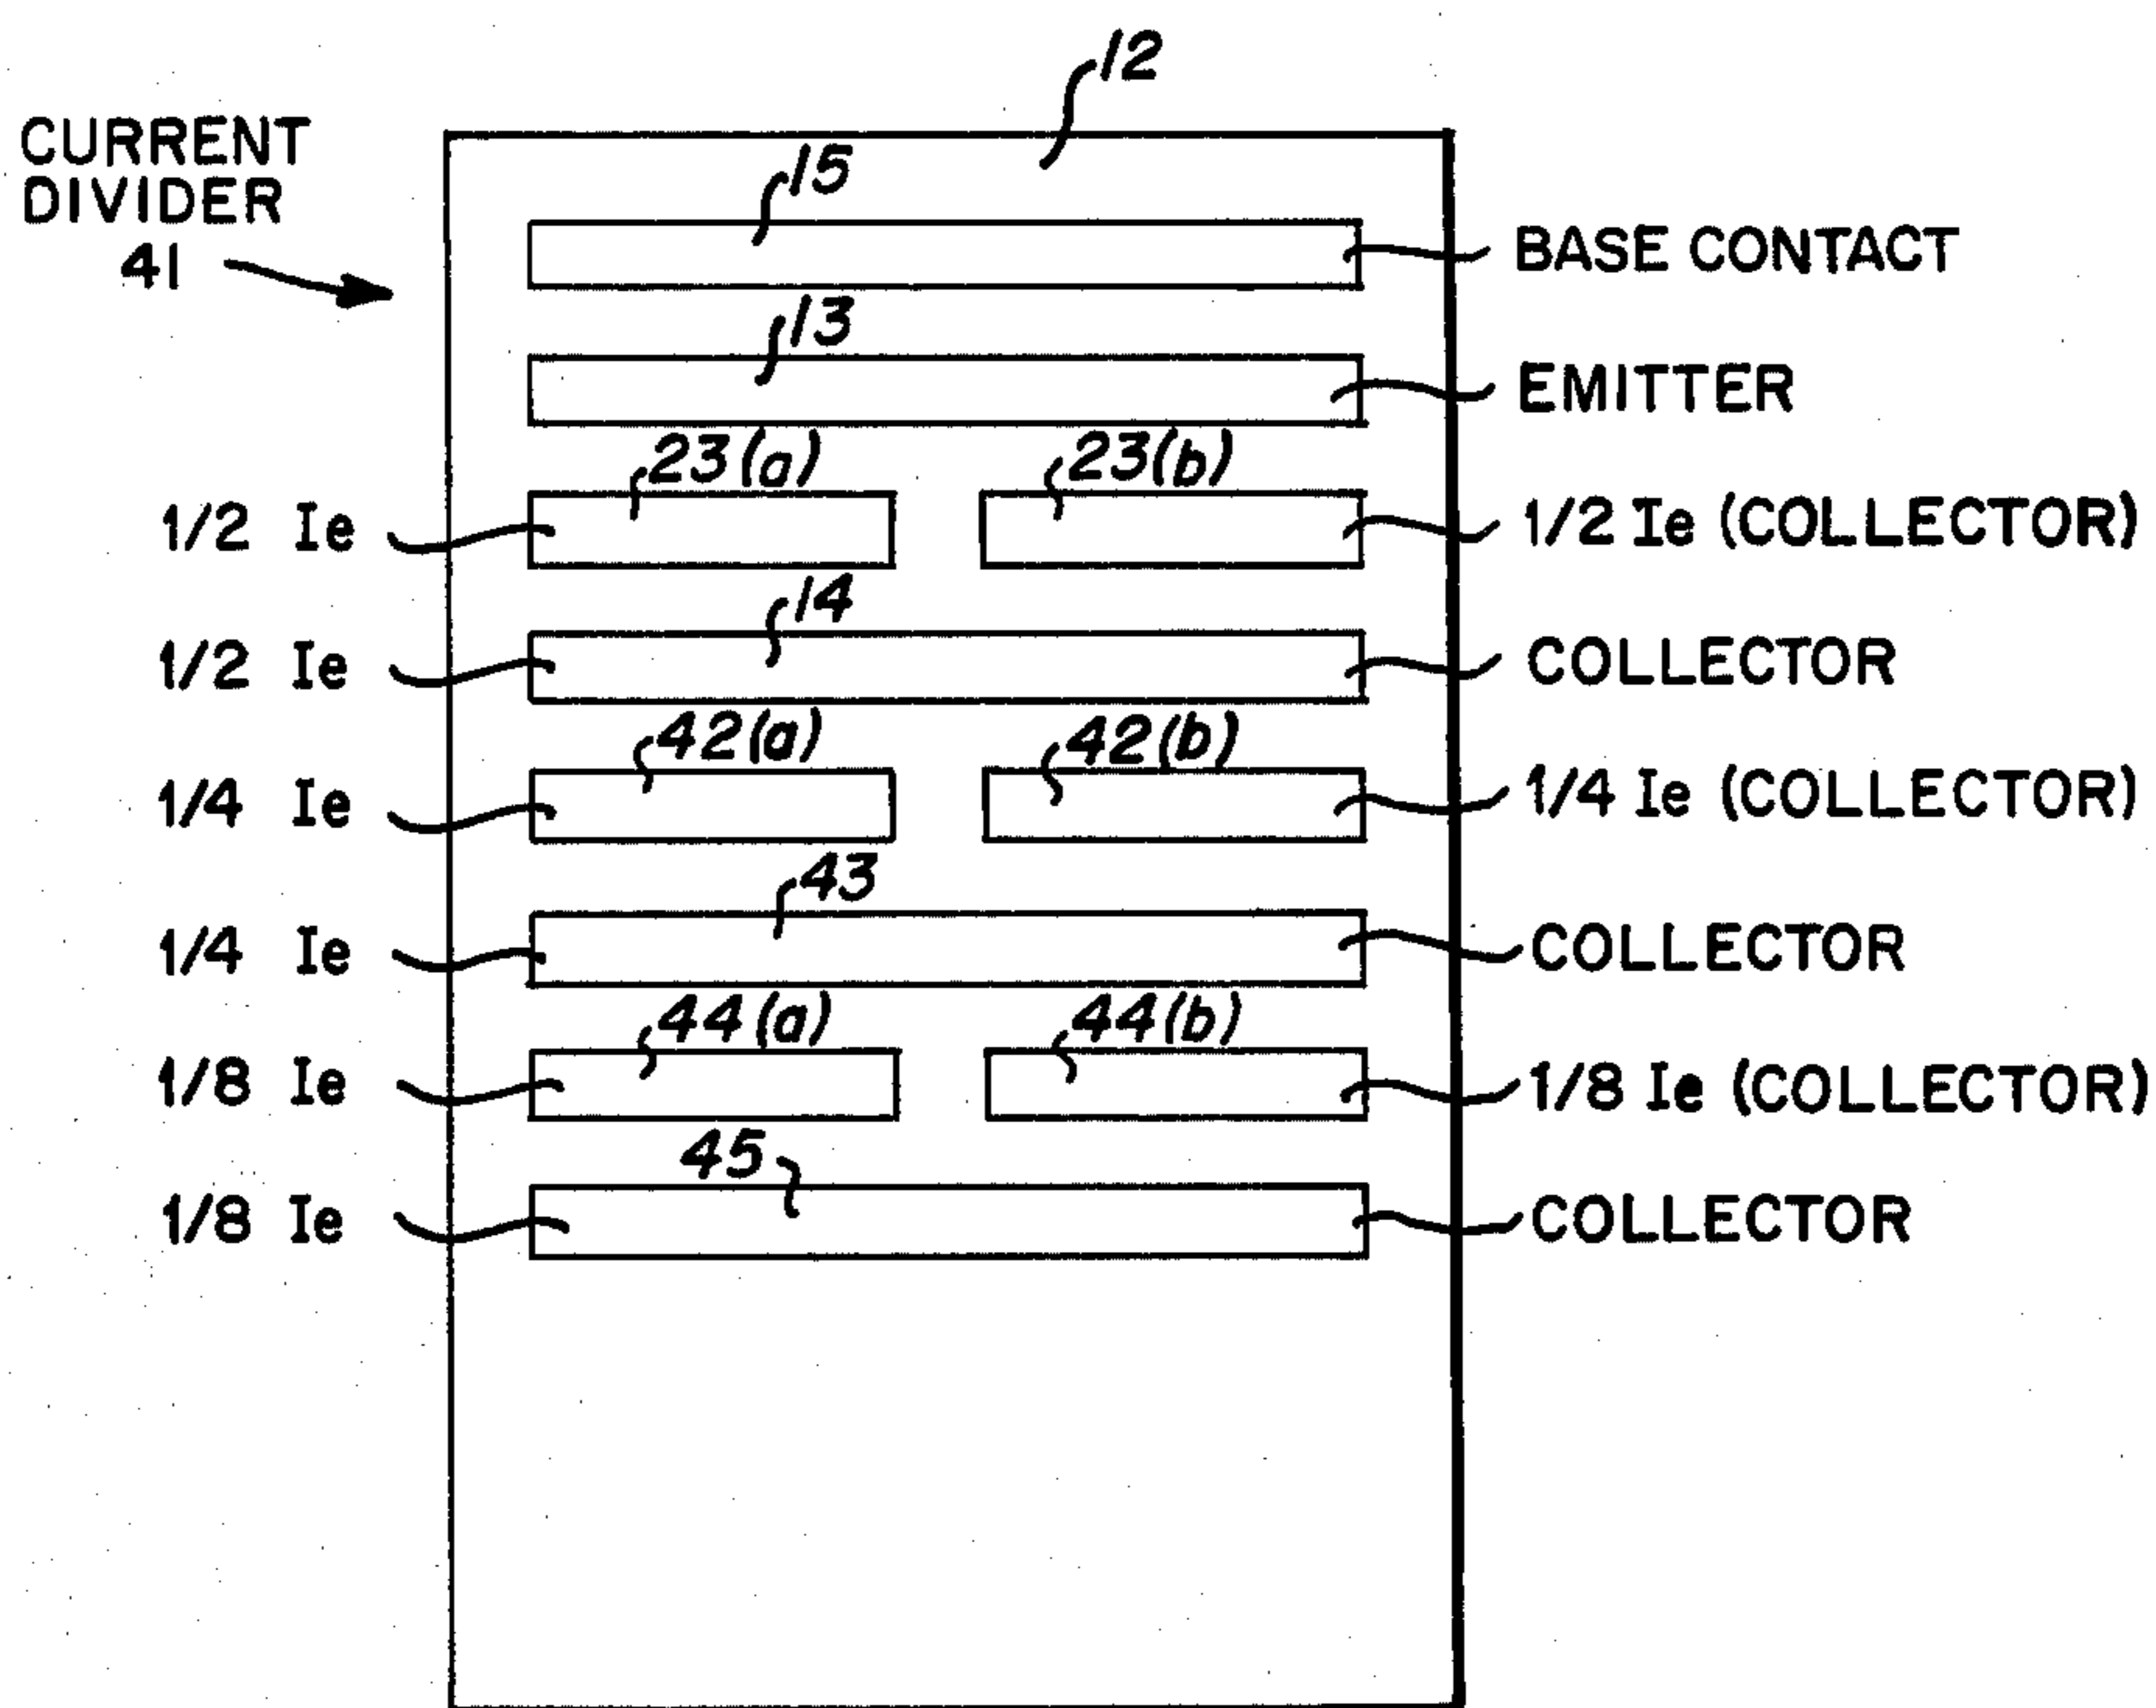 12
CURRENT
DIVIDER
41
15
BASE CONTACT
13
EMITTER
23(a) 23(b)
1/2 Ie 1/2 Ie (COLLECTOR)
14
1/2 Ie COLLECTOR
42(a) 42(b)
1/4 Ie 1/4 Ie (COLLECTOR)
43
1/4 Ie COLLECTOR
44(a) 44(b)
1/8 Ie 1/8 Ie (COLLECTOR)
45
1/8 Ie COLLECTOR